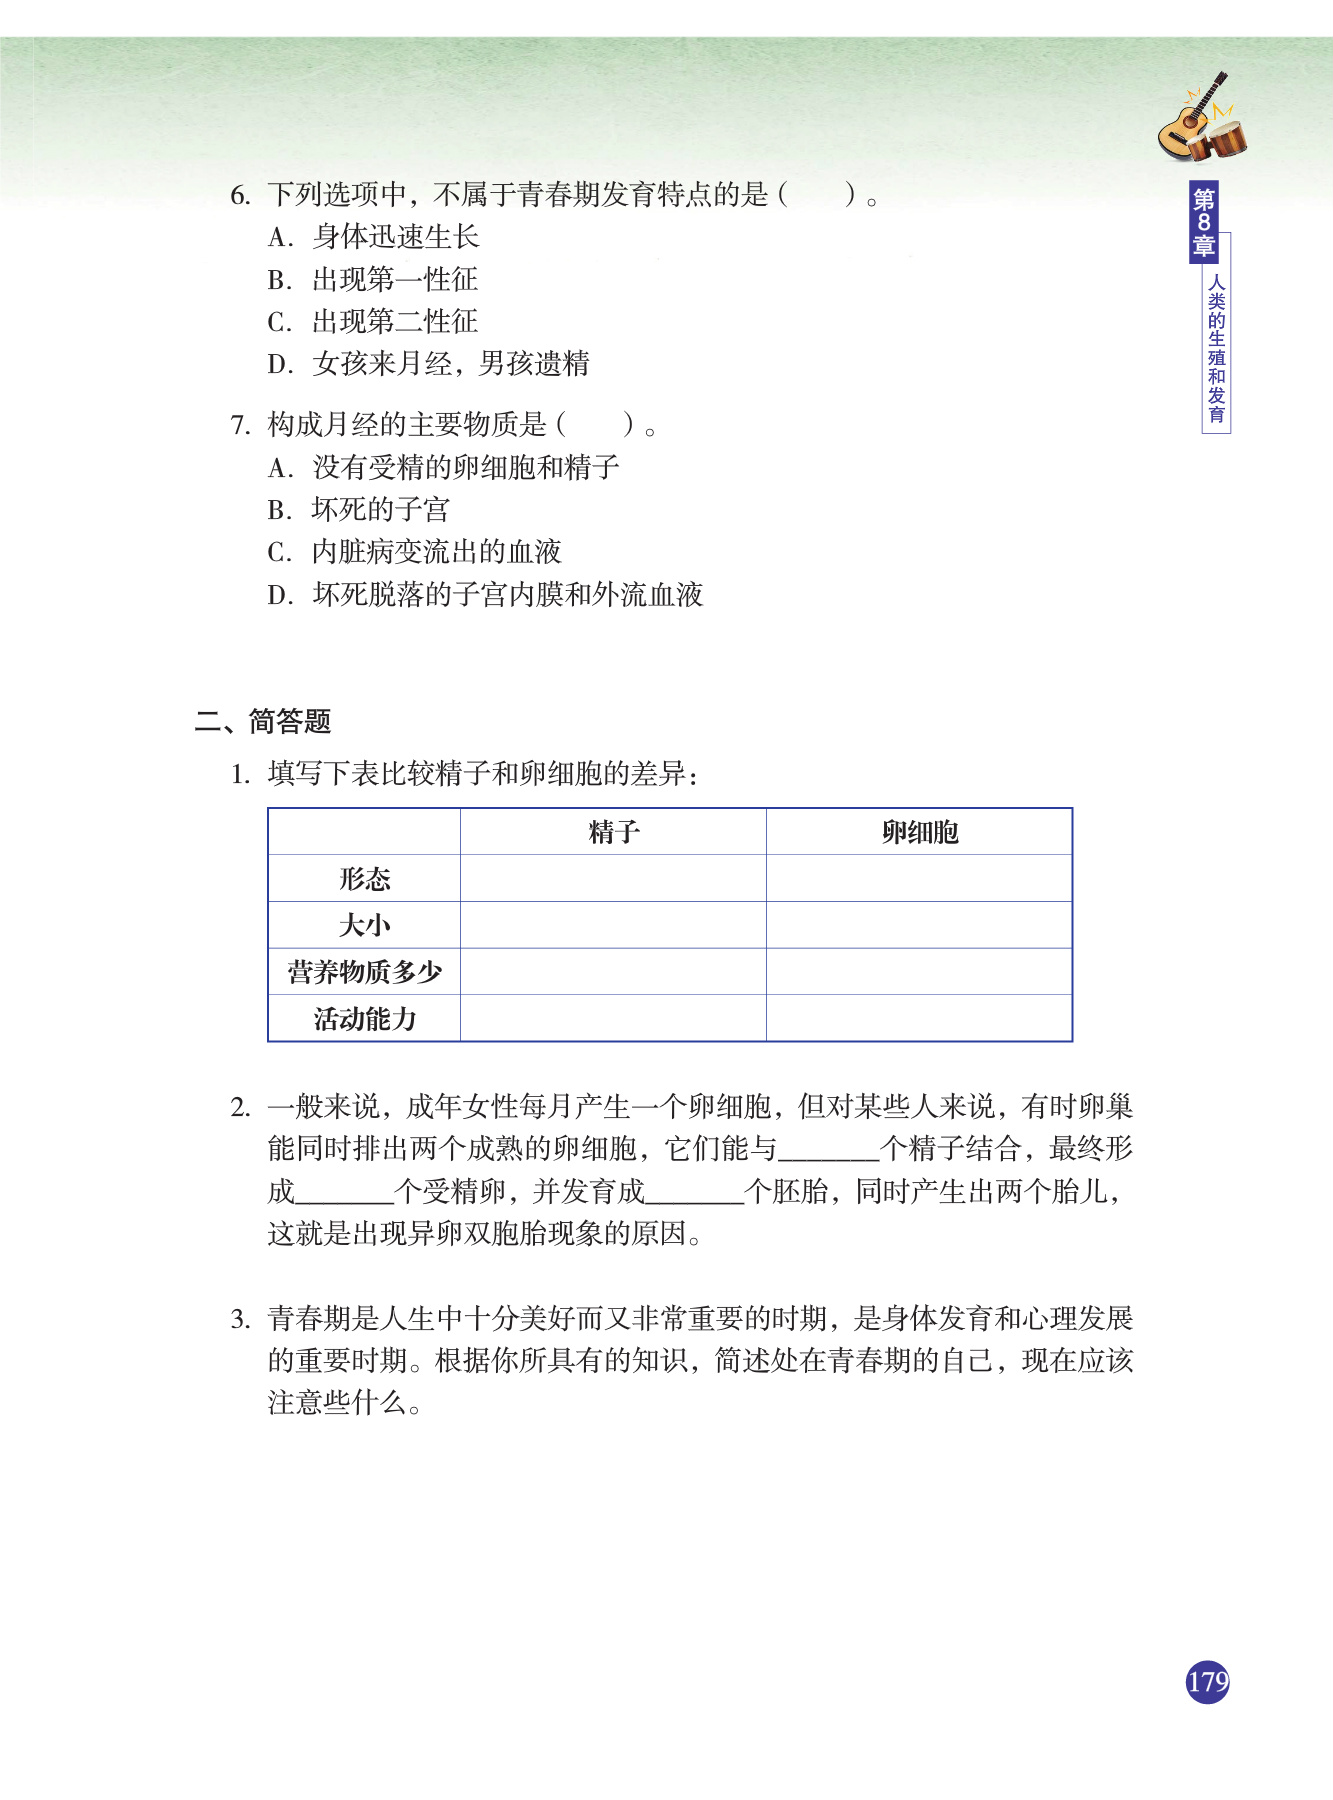 6. 下列选项中，不属于青春期发育特点的是（　　）。
A. 身体迅速生长
B. 出现第一性征
C. 出现第二性征
D. 女孩来月经，男孩遗精
7. 构成月经的主要物质是（　　）。
A. 没有受精的卵细胞和精子
B. 坏死的子宫
C. 内脏病变流出的血液
D. 坏死脱落的子宫内膜和外流血液
二、简答题
1. 填写下表比较精子和卵细胞的差异：
精子 卵细胞
形态
大小
营养物质多少
活动能力
2. 一般来说，成年女性每月产生一个卵细胞，但对某些人来说，有时卵巢
能同时排出两个成熟的卵细胞，它们能与_______个精子结合，最终形
成_______个受精卵，并发育成_______个胚胎，同时产生出两个胎儿，
这就是出现异卵双胞胎现象的原因。
3. 青春期是人生中十分美好而又非常重要的时期，是身体发育和心理发展
的重要时期。根据你所具有的知识，简述处在青春期的自己，现在应该
注意些什么。
第8章
人类的生殖和发育
179